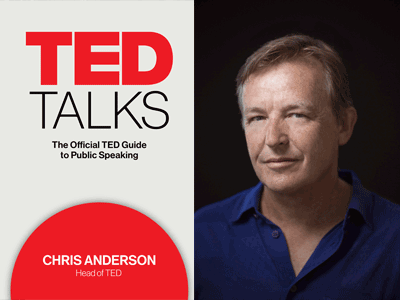 TED
TALKS
The Official TED Guide
to Public Speaking
CHRIS ANDERSON
Head of TED